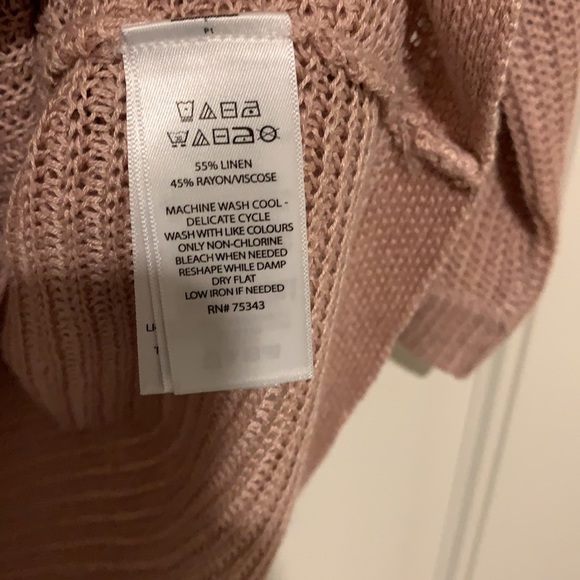 55% LINEN
45% RAYON/VISCOSE
MACHINE WASH COOL -
DELICATE CYCLE
WASH WITH LIKE COLOURS
ONLY NON-CHLORINE
BLEACH WHEN NEEDED
RESHAPE WHILE DAMP
DRY FLAT
LOW IRON IF NEEDED
RN# 75343